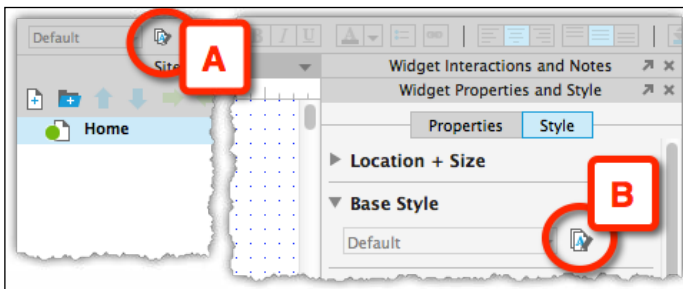 Default
A
B I U
A
Site
Widget Interactions and Notes
Widget Properties and Style
Home
Properties Style
Location + Size
Base Style
B
Default